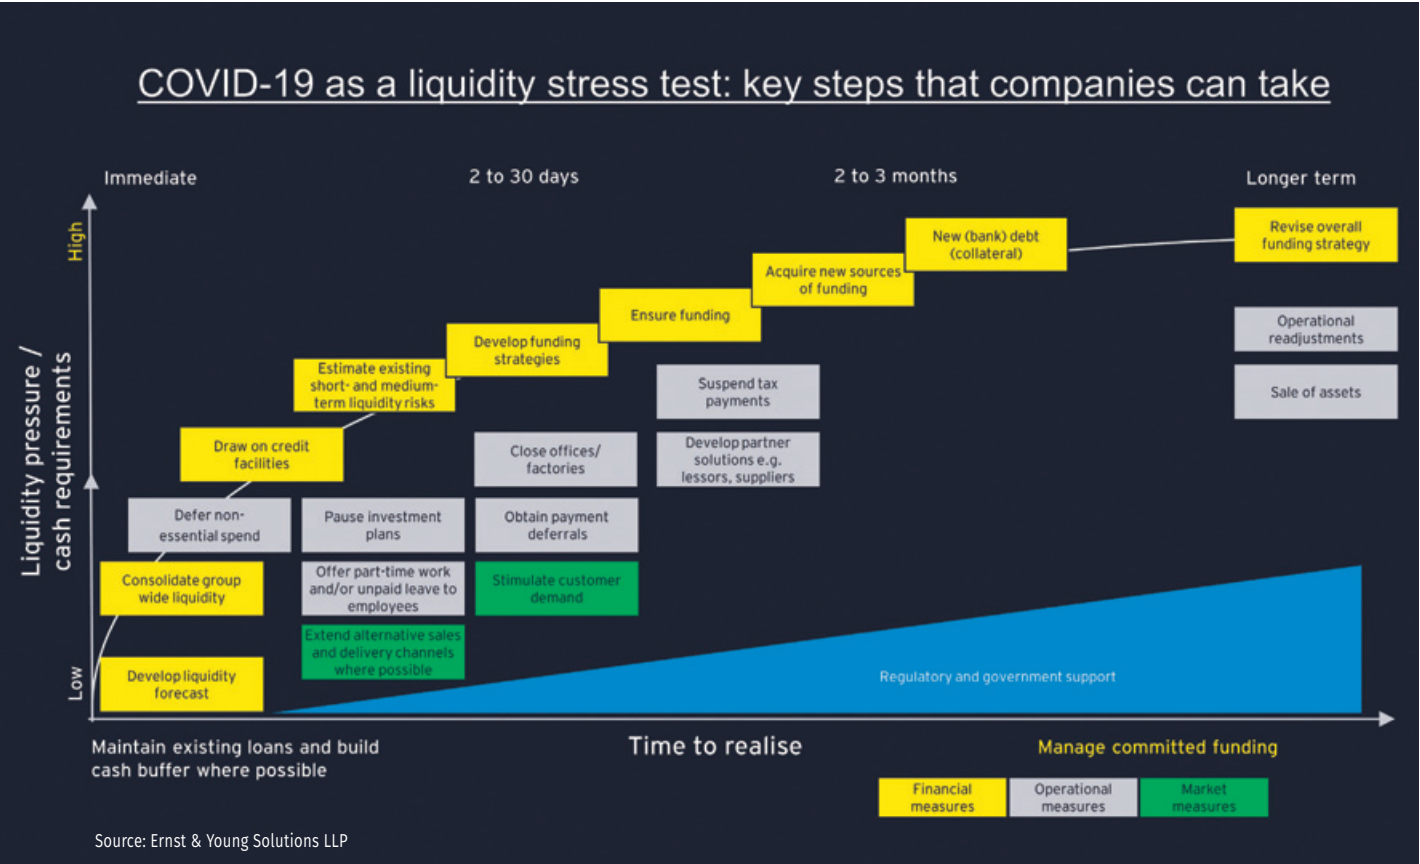 COVID-19 as a liquidity stress test: key steps that companies can take
Immediate
2 to 30 days
2 to 3 months
Longer term
High
Low
Liquidity pressure /
cash requirements
Revise overall
funding strategy
New (bank) debt
(collateral)
Acquire new sources
of funding
Ensure funding
Develop funding
strategies
Estimate existing
short- and medium-
term liquidity risks
Draw on credit
facilities
Operational
readjustments
Sale of assets
Suspend tax
payments
Develop partner
solutions e.g.
lessors, suppliers
Close offices/
factories
Defer non-
essential spend
Pause investment
plans
Obtain payment
deferrals
Consolidate group
wide liquidity
Offer part-time work
and/or unpaid leave to
employees
Stimulate customer
demand
Extend alternative sales
and delivery channels
where possible
Develop liquidity
forecast
Regulatory and government support
Maintain existing loans and build
cash buffer where possible
Time to realise
Manage committed funding
Financial
measures
Operational
measures
Market
measures
Source: Ernst & Young Solutions LLP